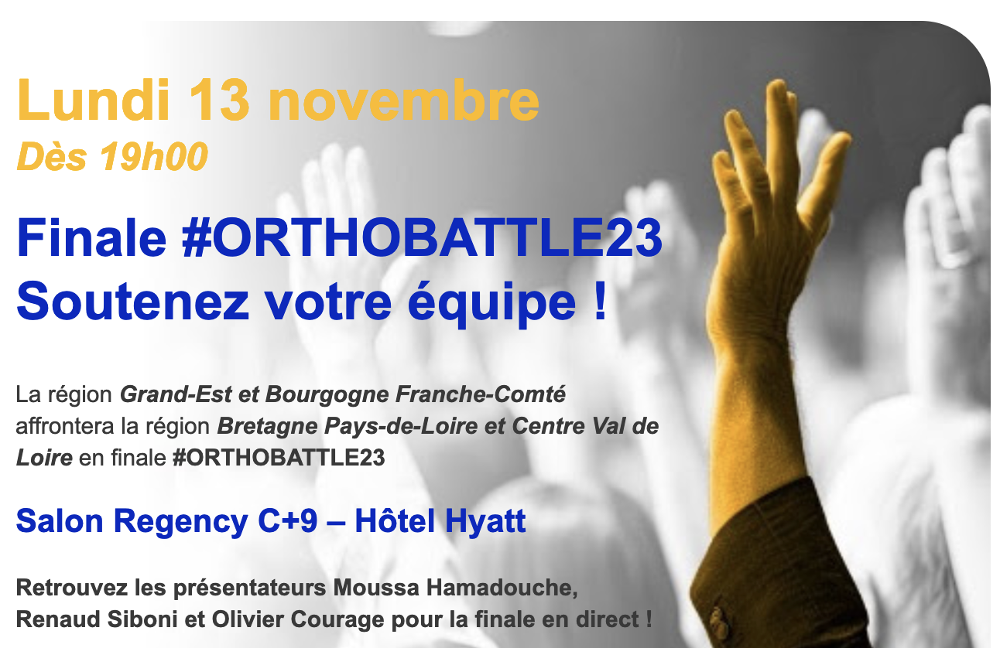 Lundi 13 novembre
Dès 19h00
Finale #ORTHOBATTLE23
Soutenez votre équipe !
La région Grand-Est et Bourgogne Franche-Comté
affrontera la région Bretagne Pays-de-Loire et Centre Val de
Loire en finale #ORTHOBATTLE23
Salon Regency C+9 – Hôtel Hyatt
Retrouvez les présentateurs Moussa Hamadouche,
Renaud Siboni et Olivier Courage pour la finale en direct !